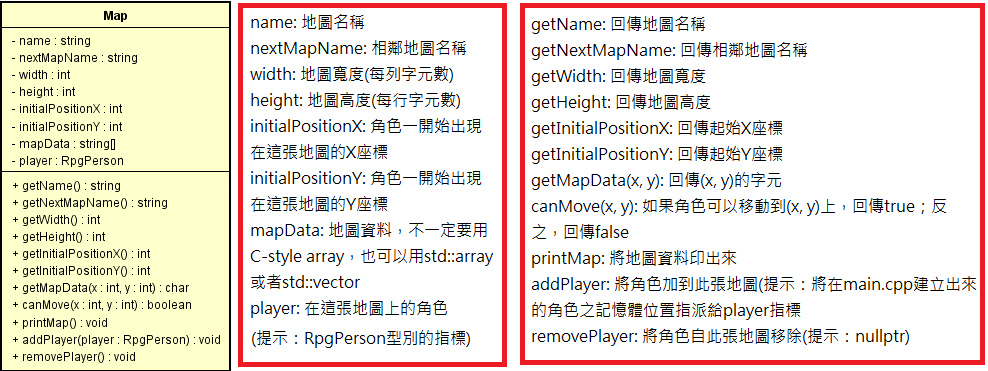 Map
- name : string
- nextMapName : string
- width : int
- height : int
- initialPositionX : int
- initialPositionY : int
- mapData : string[]
- player : RpgPerson
+ getName() : string
+ getNextMapName() : string
+ getWidth() : int
+ getHeight() : int
+ getInitialPositionX() : int
+ getInitialPositionY() : int
+ getMapData(x : int, y : int) : char
+ canMove(x : int, y : int) : boolean
+ printMap() : void
+ addPlayer(player : RpgPerson) : void
+ removePlayer() : void
name: 地圖名稱
nextMapName: 相鄰地圖名稱
width: 地圖寬度(每列字元數)
height: 地圖高度(每行字元數)
initialPositionX: 角色一開始出現
在這張地圖的X座標
initialPositionY: 角色一開始出現
在這張地圖的Y座標
mapData: 地圖資料，不一定要用
C-style array，也可以用std::array
或者std::vector
player: 在這張地圖上的角色
(提示：RpgPerson型別的指標)
getName: 回傳地圖名稱
getNextMapName: 回傳相鄰地圖名稱
getWidth: 回傳地圖寬度
getHeight: 回傳地圖高度
getInitialPositionX: 回傳起始X座標
getInitialPositionY: 回傳起始Y座標
getMapData(x, y): 回傳(x, y)的字元
canMove(x, y): 如果角色可以移動到(x, y)上，回傳true；反
之，回傳false
printMap: 將地圖資料印出來
addPlayer: 將角色加到此張地圖(提示：將在main.cpp建立出來
的角色之記憶體位置指派給player指標
removePlayer: 將角色自此張地圖移除(提示：nullptr)